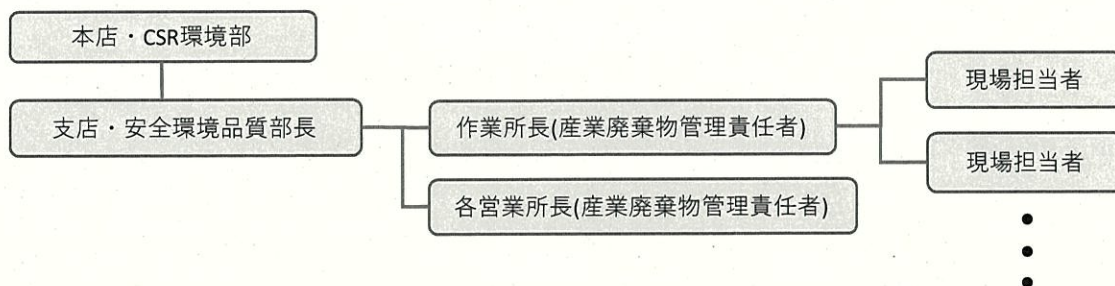 本店・CSR環境部
支店・安全環境品質部長
作業所長(産業廃棄物管理責任者)
各営業所長(産業廃棄物管理責任者)
現場担当者
現場担当者